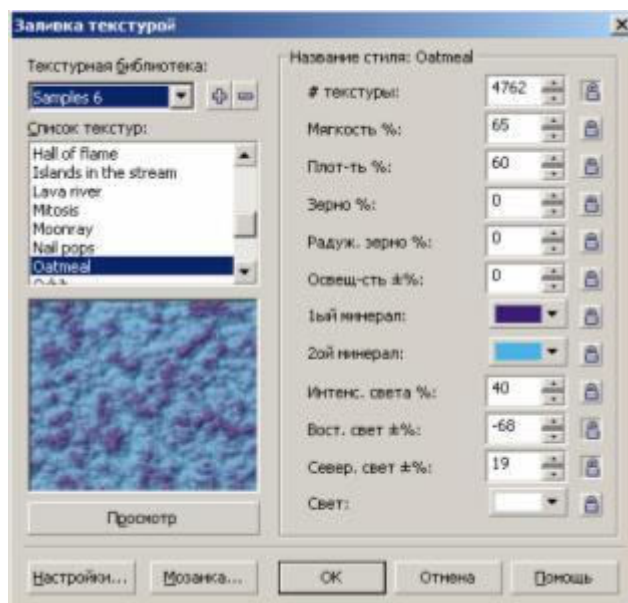 Заливка текстурой
Текстурная библиотека:
Samples 6
Список текстур:
Hall of flame
Islands in the stream
Lava river
Mitosis
Moonray
Nail pops
Oatmeal
Название стиля: Oatmeal
# текстуры: 4762
Мягкость %: 65
Плот-ть %: 60
Зерно %: 0
Радуж. зерно %: 0
Освещ-сть ±%: 0
1ый минерал:
2ой минерал:
Интенс. света %: 40
Вост. свет ±%: -68
Север. свет ±%: 19
Свет:
Просмотр
Настройки... Мозаика... OK Отмена Помощь